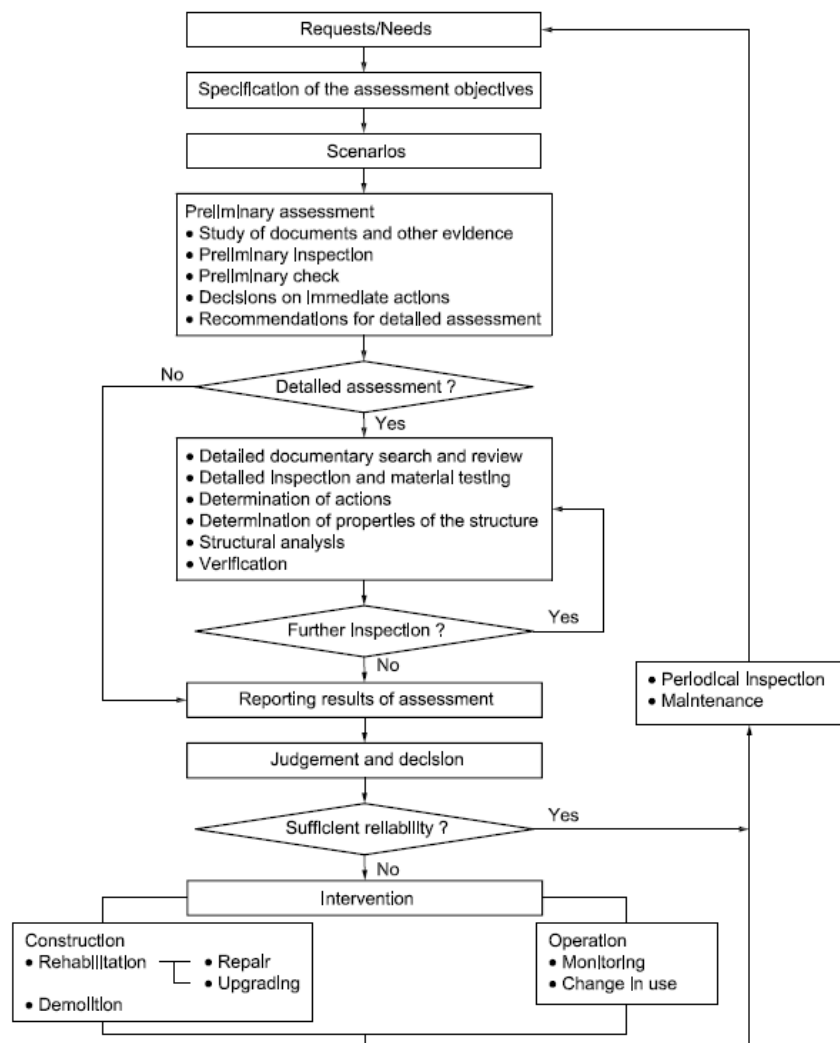 Requests/Needs
Specification of the assessment objectives
Scenarios
Preliminary assessment
• Study of documents and other evidence
• Preliminary inspection
• Preliminary check
• Decisions on immediate actions
• Recommendations for detailed assessment
No
Detailed assessment ?
Yes
• Detailed documentary search and review
• Detailed inspection and material testing
• Determination of actions
• Determination of properties of the structure
• Structural analysis
• Verification
Further inspection ?
Yes
No
• Periodical inspection
• Maintenance
Reporting results of assessment
Judgement and decision
Sufficient reliability ?
Yes
No
Intervention
Construction
• Rehabilitation
• Repair
• Upgrading
• Demolition
Operation
• Monitoring
• Change in use